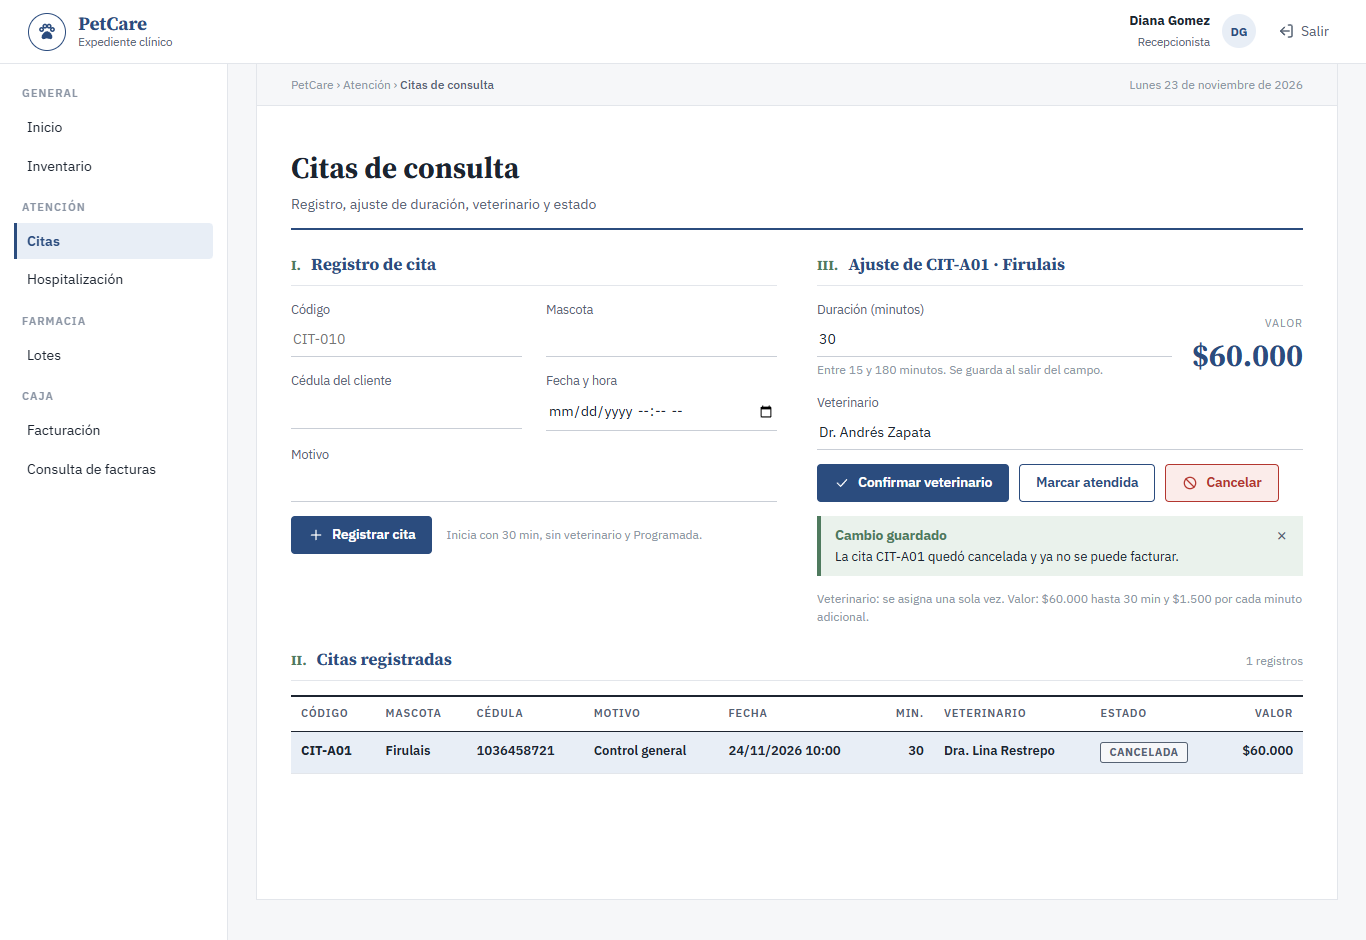 PetCare
Expediente clínico
Diana Gomez
Recepcionista
DG
Salir
GENERAL
Inicio
Inventario
ATENCIÓN
Citas
Hospitalización
FARMACIA
Lotes
CAJA
Facturación
Consulta de facturas
PetCare › Atención › Citas de consulta
Lunes 23 de noviembre de 2026
Citas de consulta
Registro, ajuste de duración, veterinario y estado
I. Registro de cita
Código
Mascota
CIT-010
Cédula del cliente
Fecha y hora
mm/dd/yyyy --:-- --
Motivo
Registrar cita
Inicia con 30 min, sin veterinario y Programada.
III. Ajuste de CIT-A01 · Firulais
Duración (minutos)
30
VALOR
$60.000
Entre 15 y 180 minutos. Se guarda al salir del campo.
Veterinario
Dr. Andrés Zapata
Confirmar veterinario
Marcar atendida
Cancelar
Cambio guardado
La cita CIT-A01 quedó cancelada y ya no se puede facturar.
Veterinario: se asigna una sola vez. Valor: $60.000 hasta 30 min y $1.500 por cada minuto
adicional.
II. Citas registradas
1 registros
CÓDIGO MASCOTA CÉDULA MOTIVO FECHA MIN. VETERINARIO ESTADO VALOR
CIT-A01 Firulais 1036458721 Control general 24/11/2026 10:00 30 Dra. Lina Restrepo CANCELADA $60.000